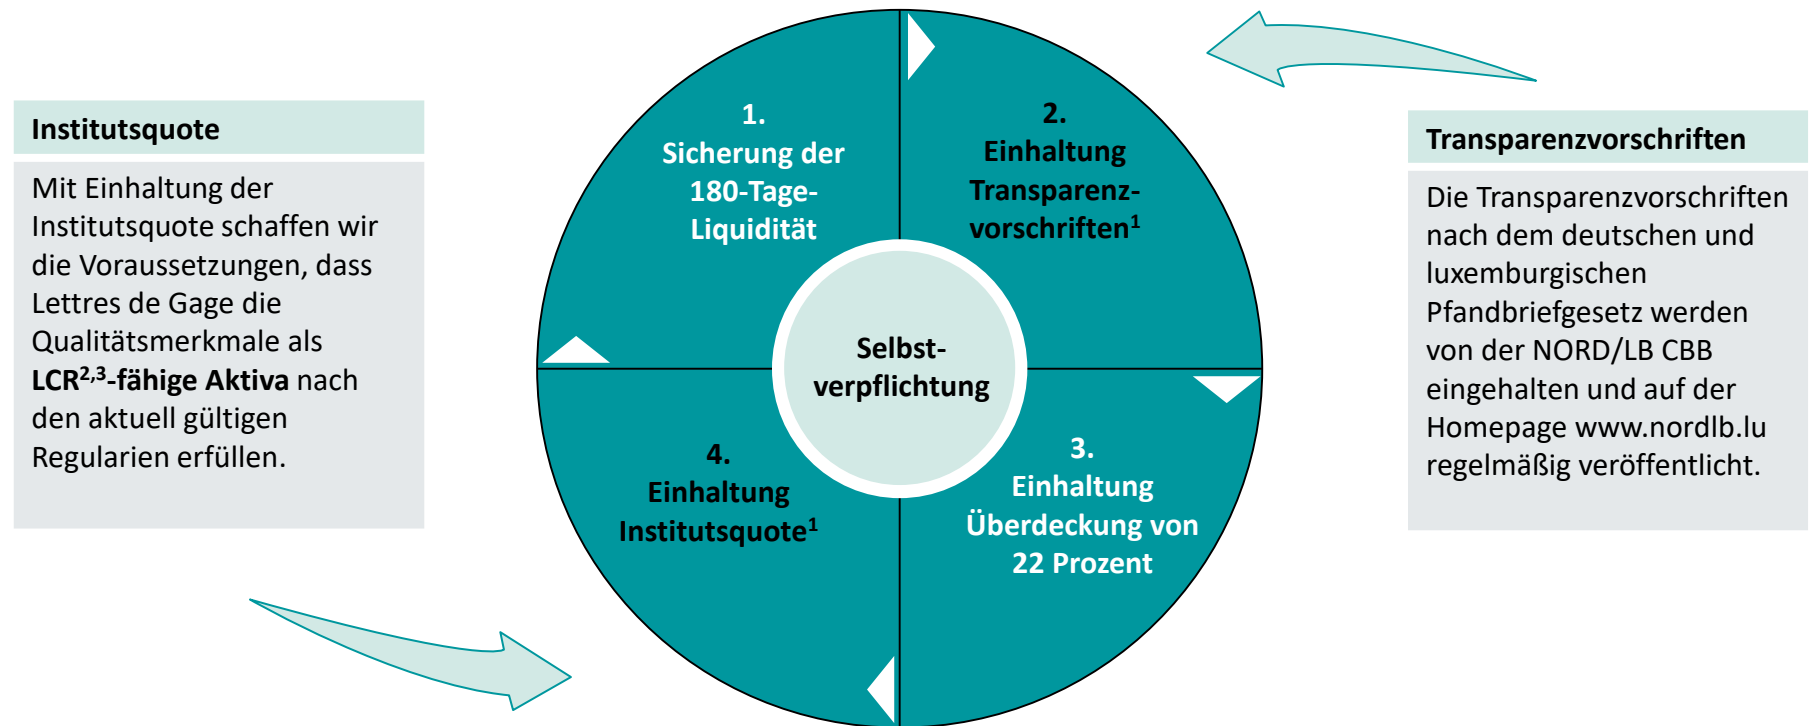 Institutsquote
Mit Einhaltung der
Institutsquote schaffen wir
die Voraussetzungen, dass
Lettres de Gage die
Qualitätsmerkmale als
LCR²,³-fähige Aktiva nach
den aktuell gültigen
Regularien erfüllen.
1.
Sicherung der
180-Tage-
Liquidität
2.
Einhaltung
Transparenz-
vorschriften¹
Selbst-
verpflichtung
4.
Einhaltung
Institutsquote¹
3.
Einhaltung
Überdeckung von
22 Prozent
Transparenzvorschriften
Die Transparenzvorschriften
nach dem deutschen und
luxemburgischen
Pfandbriefgesetz werden
von der NORD/LB CBB
eingehalten und auf der
Homepage www.nordlb.lu
regelmäßig veröffentlicht.